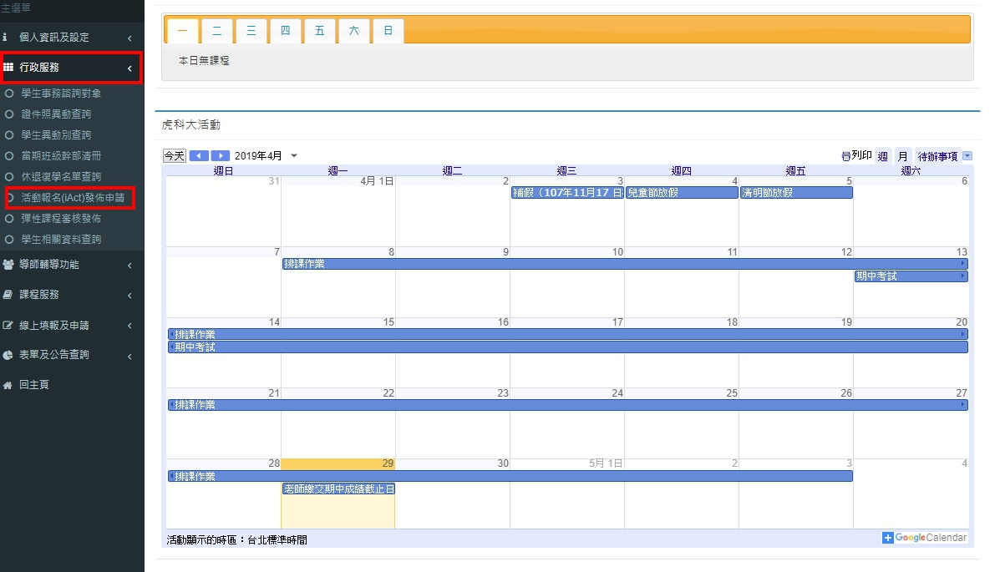 主選單
個人資訊及設定
行政服務
學生事務諮詢對象
證件照異動查詢
學生異動別查詢
當期班級幹部清冊
休退復學名單查詢
活動報名(iAct)發佈申請
彈性課程審核發佈
學生相關資料查詢
導師輔導功能
課程服務
線上填報及申請
表單及公告查詢
回主頁
一 二 三 四 五 六 日
本日無課程
虎科大活動
今天 2019年4月 列印 週 月 待辦事項
週日 週一 週二 週三 週四 週五 週六
31 4月 1日 2 3 4 5 6
補假（107年11月17 日 兒童節放假 清明節放假
7 8 9 10 11 12 13
排課作業
期中考試
14 15 16 17 18 19 20
排課作業
期中考試
21 22 23 24 25 26 27
排課作業
28 29 30 5月 1日 2 3 4
排課作業
老師繳交期中成績截止日
活動顯示的時區：台北標準時間
Google Calendar